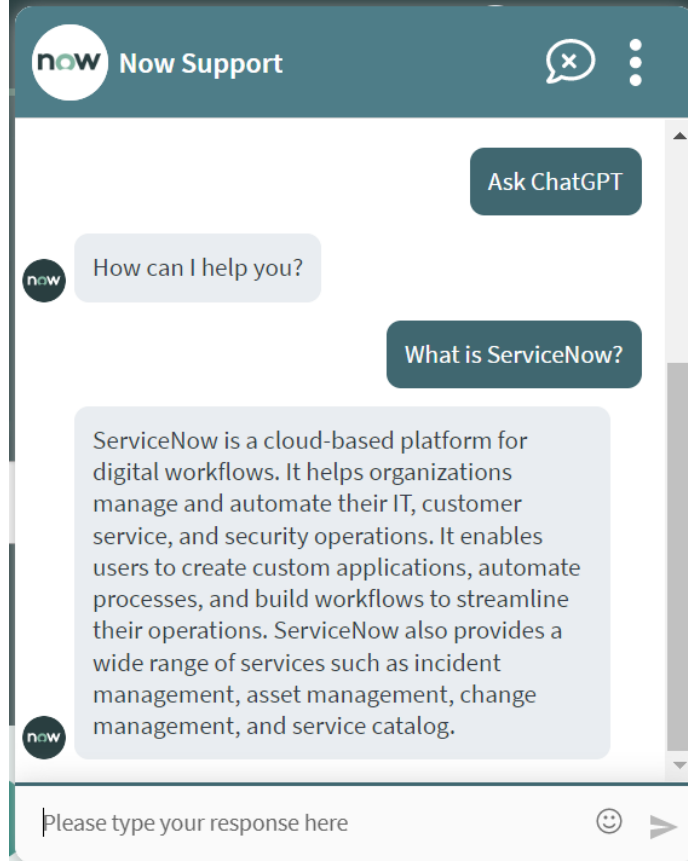 now Now Support
Ask ChatGPT
How can I help you?
now
What is ServiceNow?
ServiceNow is a cloud-based platform for
digital workflows. It helps organizations
manage and automate their IT, customer
service, and security operations. It enables
users to create custom applications, automate
processes, and build workflows to streamline
their operations. ServiceNow also provides a
wide range of services such as incident
management, asset management, change
management, and service catalog.
now
Please type your response here